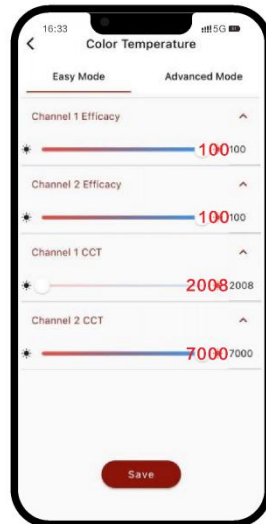 16:33 5G
Color Temperature
Easy Mode Advanced Mode
Channel 1 Efficacy
100 100
Channel 2 Efficacy
100 100
Channel 1 CCT
2008 2008
Channel 2 CCT
7000 7000
Save